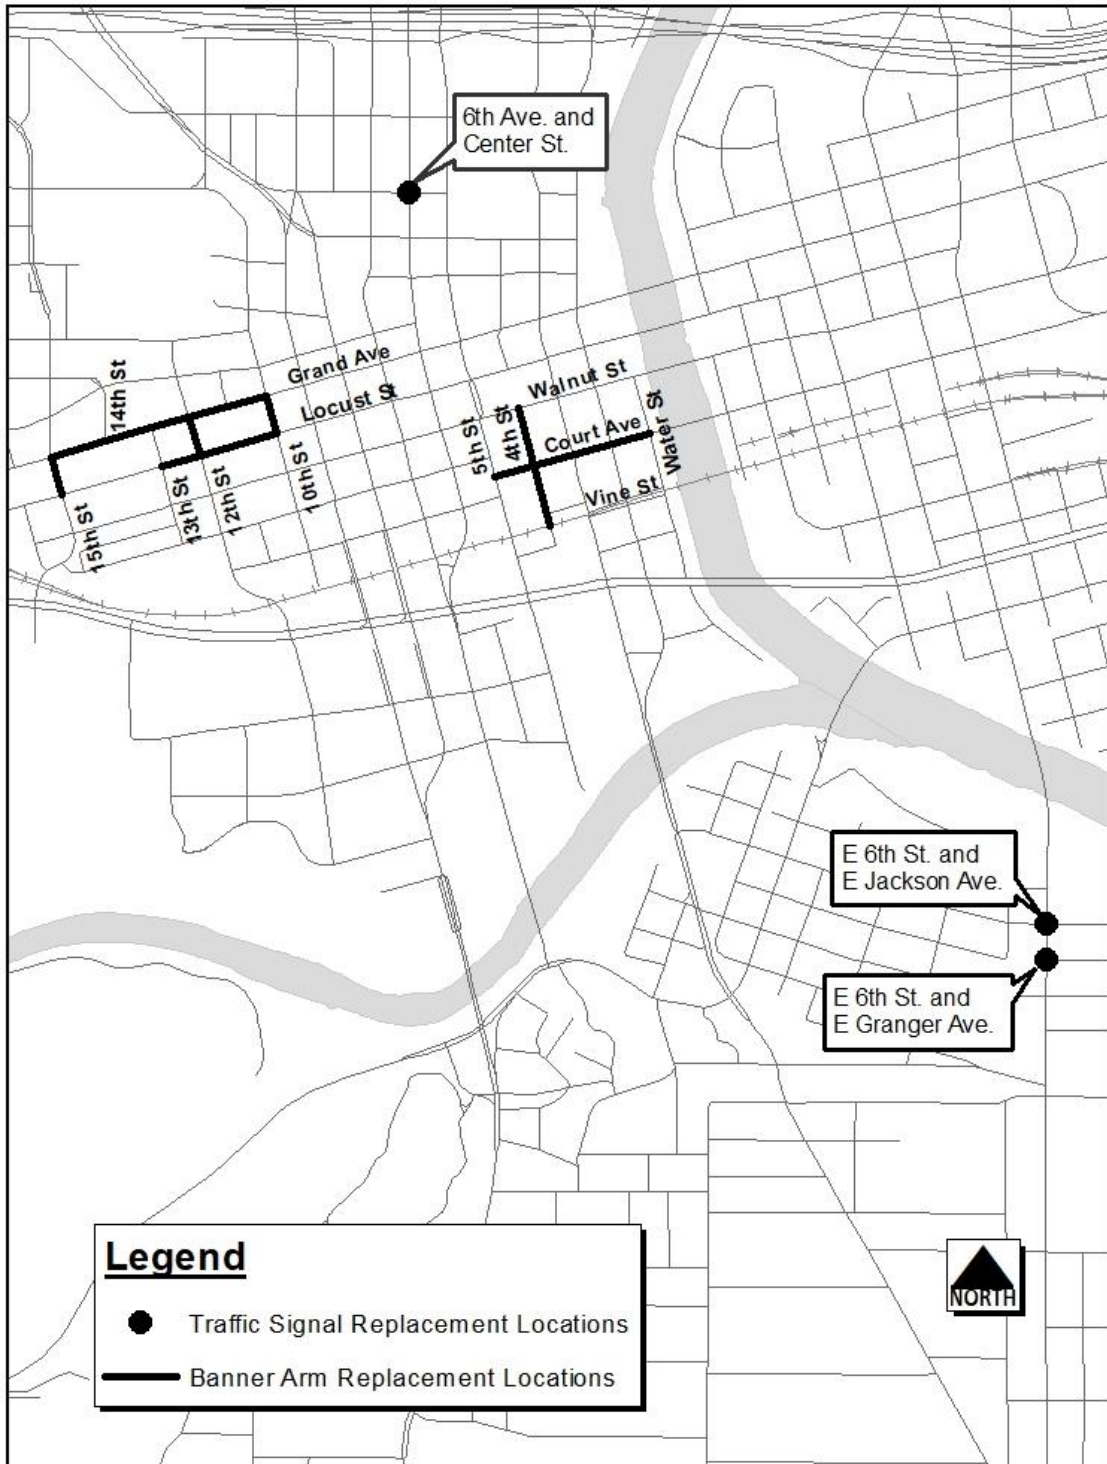 6th Ave. and
Center St.
14th St
Grand Ave
Locust St
Walnut St
5th St
4th St
Court Ave
Water St
Vine St
15th St
13th St
12th St
10th St
E 6th St. and
E Jackson Ave.
E 6th St. and
E Granger Ave.
Legend
Traffic Signal Replacement Locations
Banner Arm Replacement Locations
NORTH